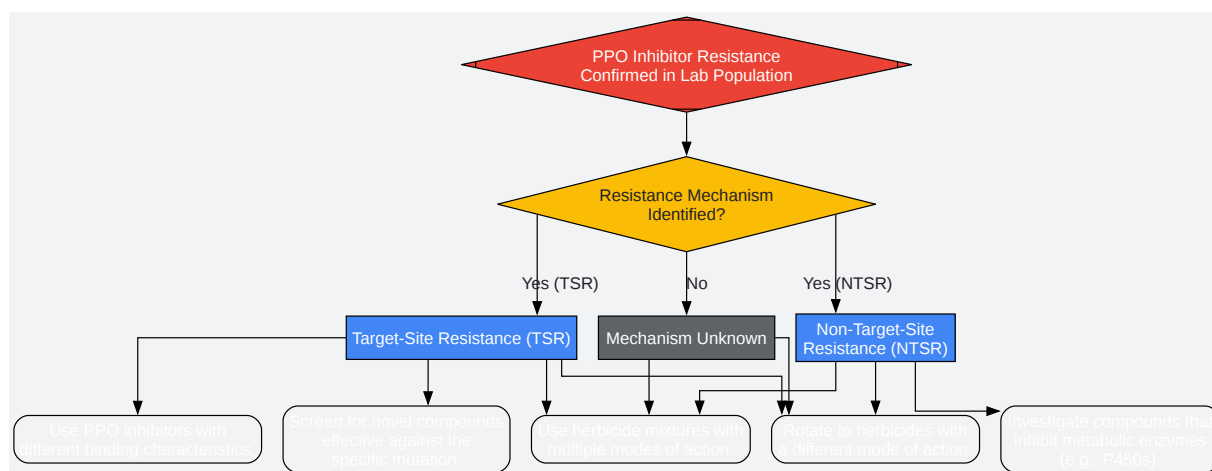 PPO Inhibitor Resistance
Confirmed in Lab Population
Resistance Mechanism
Identified?
Yes (TSR)
No
Yes (NTSR)
Target-Site Resistance (TSR)
Mechanism Unknown
Non-Target-Site
Resistance (NTSR)
Use PPO inhibitors with
different binding characteristics.
Screen for novel compounds
effective against the
specific mutation.
Use herbicide mixtures with
multiple modes of action.
Rotate to herbicides with
a different mode of action.
Investigate compounds that
inhibit metabolic enzymes
(e.g., P450s).